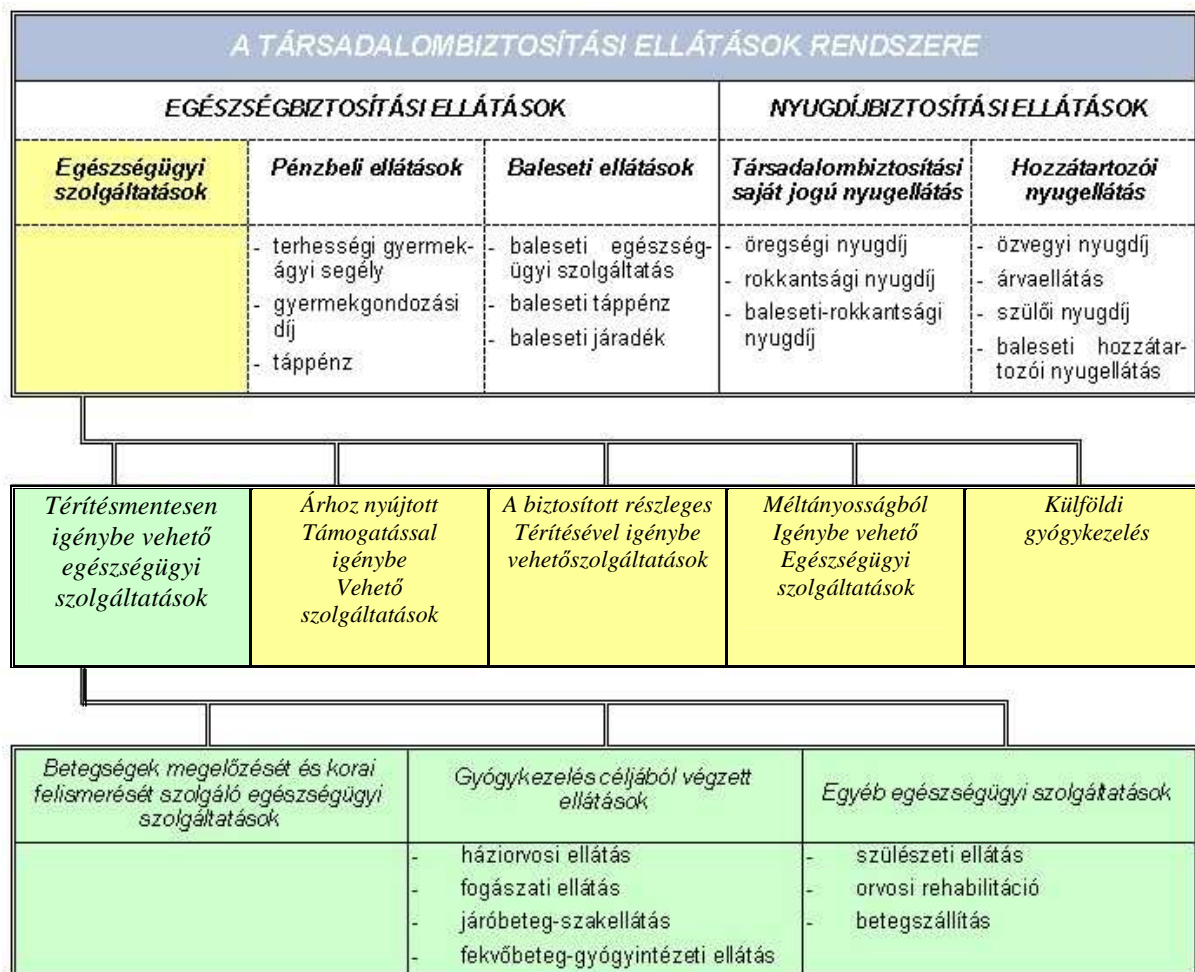 A TÁRSADALOMBIZTOSÍTÁSI ELLÁTÁSOK RENDSZERE
EGÉSZSÉGBIZTOSÍTÁSI ELLÁTÁSOK
NYUGDÍJBIZTOSÍTÁSI ELLÁTÁSOK
Egészségügyi
szolgáltatások
Pénzbeli ellátások
Baleseti ellátások
Társadalombiztosítási
saját jogú nyugellátás
Hozzátartozói
nyugellátás
- terhességi gyermek-
ágyi segély
- gyermekgondozási
díj
- táppénz
- baleseti egészség-
ügyi szolgáltatás
- baleseti táppénz
- baleseti járadék
- öregségi nyugdíj
- rokkantsági nyugdíj
- baleseti-rokkantsági
nyugdíj
- özvegyi nyugdíj
- árvaellátás
- szülői nyugdíj
- baleseti hozzátar-
tozói nyugellátás
Térítésmentesen
igénybe vehető
egészségügyi
szolgáltatások
Árhoz nyújtott
Támogatással
igénybe
Vehető
szolgáltatások
A biztosított részleges
Térítésével igénybe
vehetőszolgáltatások
Méltányosságból
Igénybe vehető
Egészségügyi
szolgáltatások
Külföldi
gyógykezelés
Betegségek megelőzését és korai
felismerését szolgáló egészségügyi
szolgáltatások
Gyógykezelés céljából végzett
ellátások
Egyéb egészségügyi szolgáltatások
- háziorvosi ellátás
- fogászati ellátás
- járóbeteg-szakellátás
- fekvőbeteg-gyógyintézeti ellátás
- szülészeti ellátás
- orvosi rehabilitáció
- betegszállítás